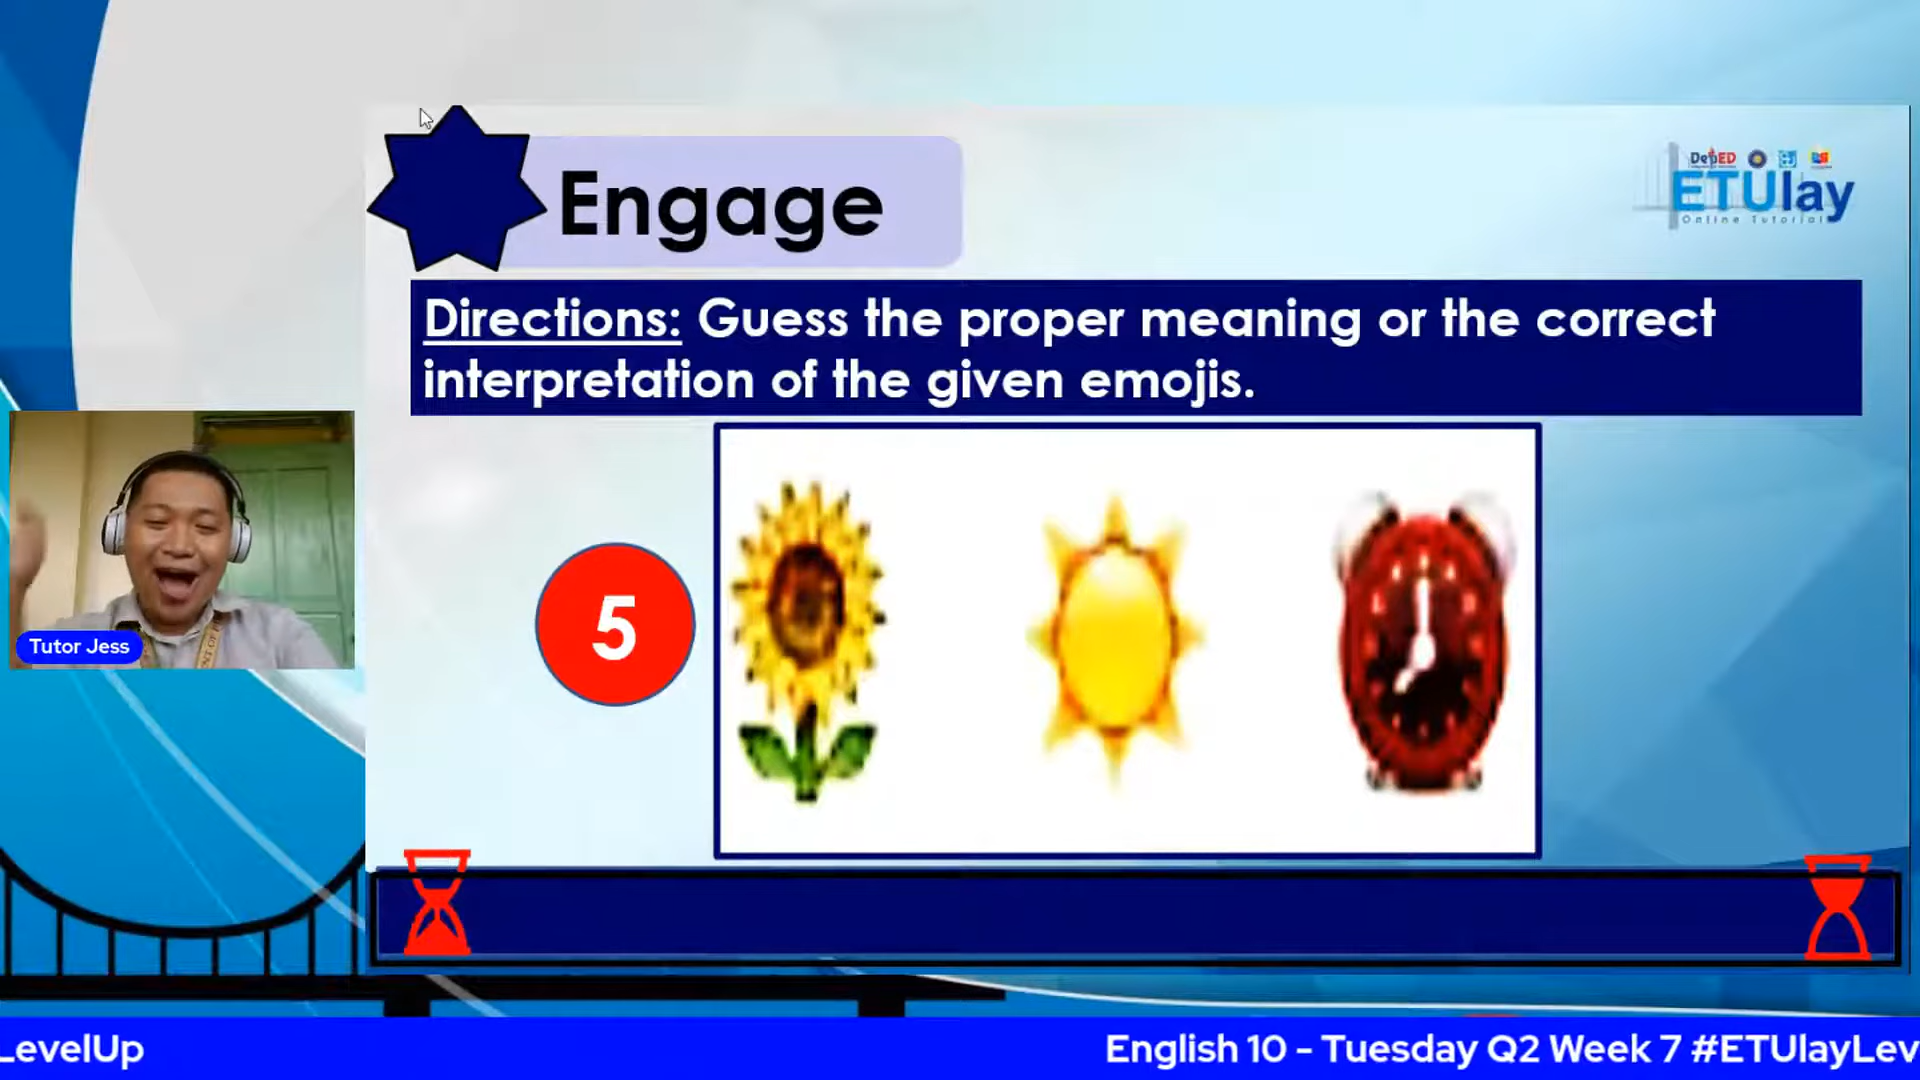 Engage
DepED
ETUlay
Online Tutorial
Directions: Guess the proper meaning or the correct
interpretation of the given emojis.
5
Tutor Jess
LevelUp
English 10 - Tuesday Q2 Week 7 #ETUlayLev